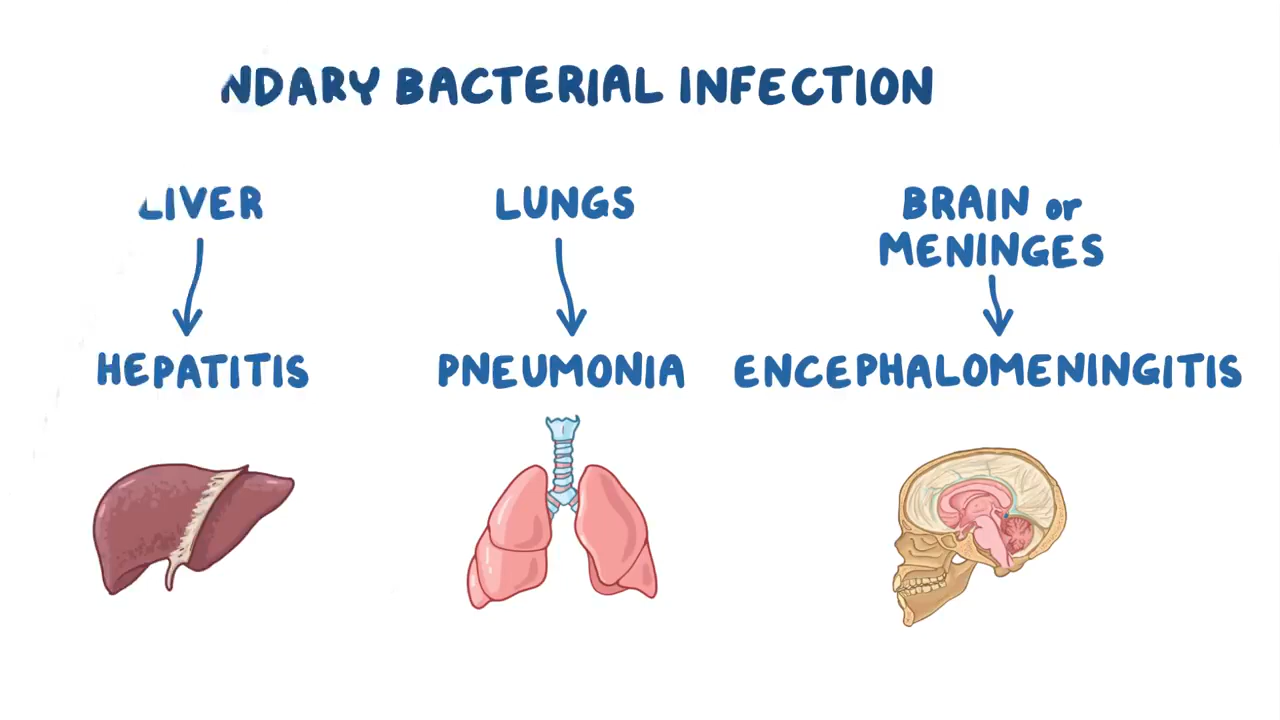 NDARY BACTERIAL INFECTION
LIVER
LUNGS
BRAIN or
MENINGES
HEPATITIS
PNEUMONIA
ENCEPHALOMENINGITIS